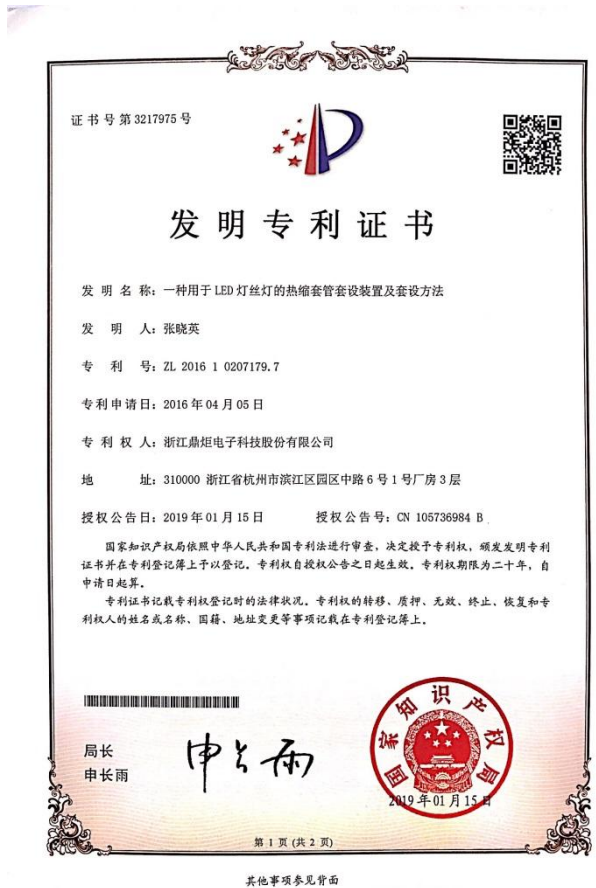 证书号第3217975号
发明专利证书
发明名称：一种用于LED灯丝灯的热缩套管套设装置及套设方法
发明人：张晓英
专利号：ZL 2016 1 0207179.7
专利申请日：2016年04月05日
专利权人：浙江鼎炬电子科技股份有限公司
地址：310000 浙江省杭州市滨江区园区中路6号1号厂房3层
授权公告日：2019年01月15日 授权公告号：CN 105736984 B
国家知识产权局依照中华人民共和国专利法进行审查，决定授予专利权，颁发发明专利
证书并在专利登记簿上予以登记。专利权自授权公告之日起生效。专利权期限为二十年，自
申请日起算。
专利证书记载专利权登记时的法律状况。专利权的转移、质押、无效、终止、恢复和专
利权人的姓名或名称、国籍、地址变更等事项记载在专利登记簿上。
局长
申长雨
申长雨
国家知识产权局
2019年01月15日
第1页(共2页)
其他事项参见背面